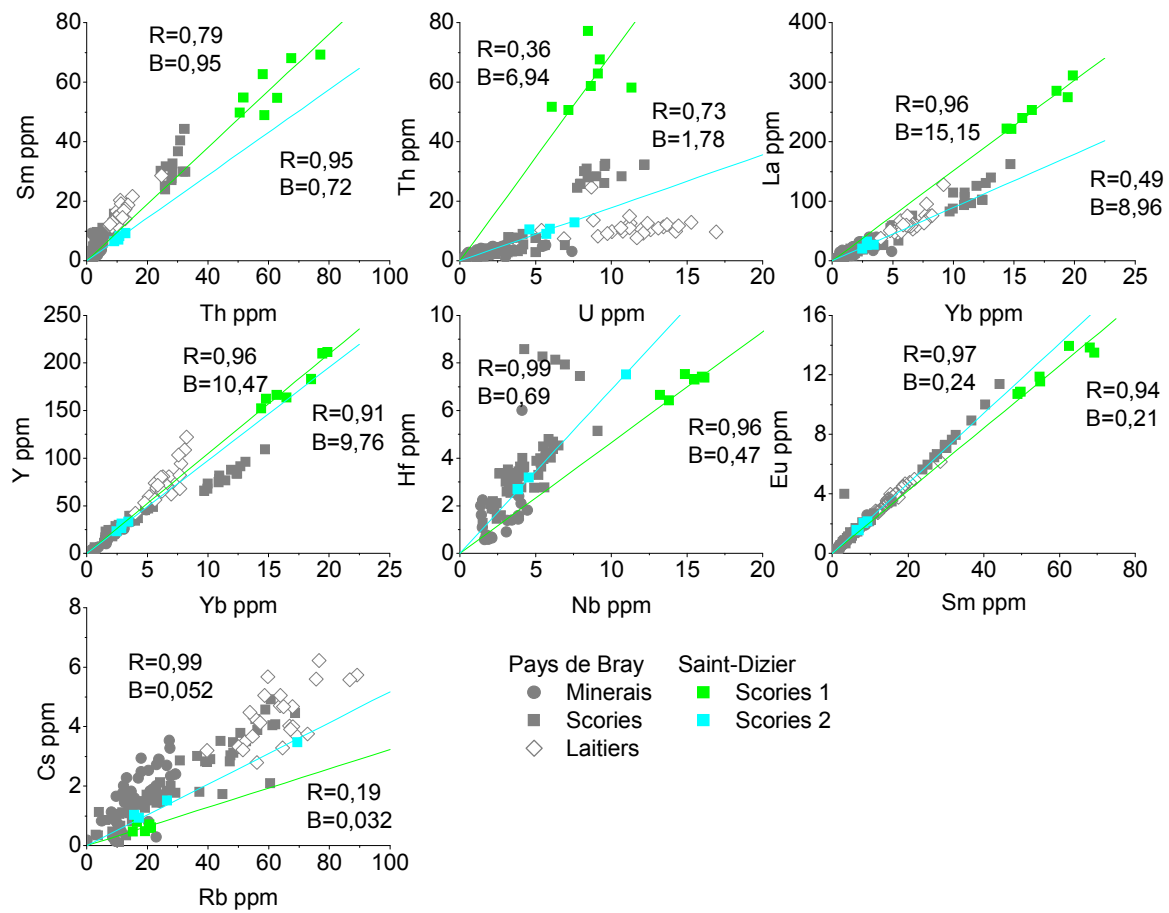 80
60
40
20
0
Sm ppm
R=0,79
B=0,95
R=0,95
B=0,72
0 20 40 60 80 100
Th ppm
80
60
40
20
0
Th ppm
R=0,36
B=6,94
R=0,73
B=1,78
0 5 10 15 20
U ppm
400
300
200
100
0
La ppm
R=0,96
B=15,15
R=0,49
B=8,96
0 5 10 15 20 25
Yb ppm
250
200
150
100
50
0
Y ppm
R=0,96
B=10,47
R=0,91
B=9,76
0 5 10 15 20 25
Yb ppm
10
8
6
4
2
0
Hf ppm
R=0,99
B=0,69
R=0,96
B=0,47
0 5 10 15 20
Nb ppm
16
12
8
4
0
Eu ppm
R=0,97
B=0,24
R=0,94
B=0,21
0 20 40 60 80
Sm ppm
8
6
4
2
0
Cs ppm
R=0,99
B=0,052
R=0,19
B=0,032
0 20 40 60 80 100
Rb ppm
Pays de Bray Saint-Dizier
Minerais Scories 1
Scories Scories 2
Laitiers